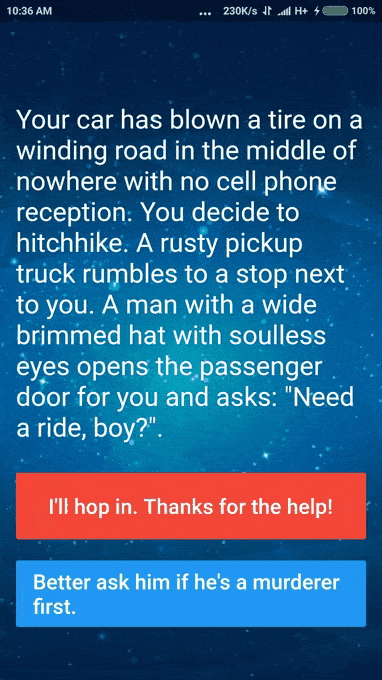 10:36 AM ... 230K/s H+ 100%
Your car has blown a tire on a
winding road in the middle of
nowhere with no cell phone
reception. You decide to
hitchhike. A rusty pickup
truck rumbles to a stop next
to you. A man with a wide
brimmed hat with soulless
eyes opens the passenger
door for you and asks: "Need
a ride, boy?".
I'll hop in. Thanks for the help!
Better ask him if he's a murderer
first.